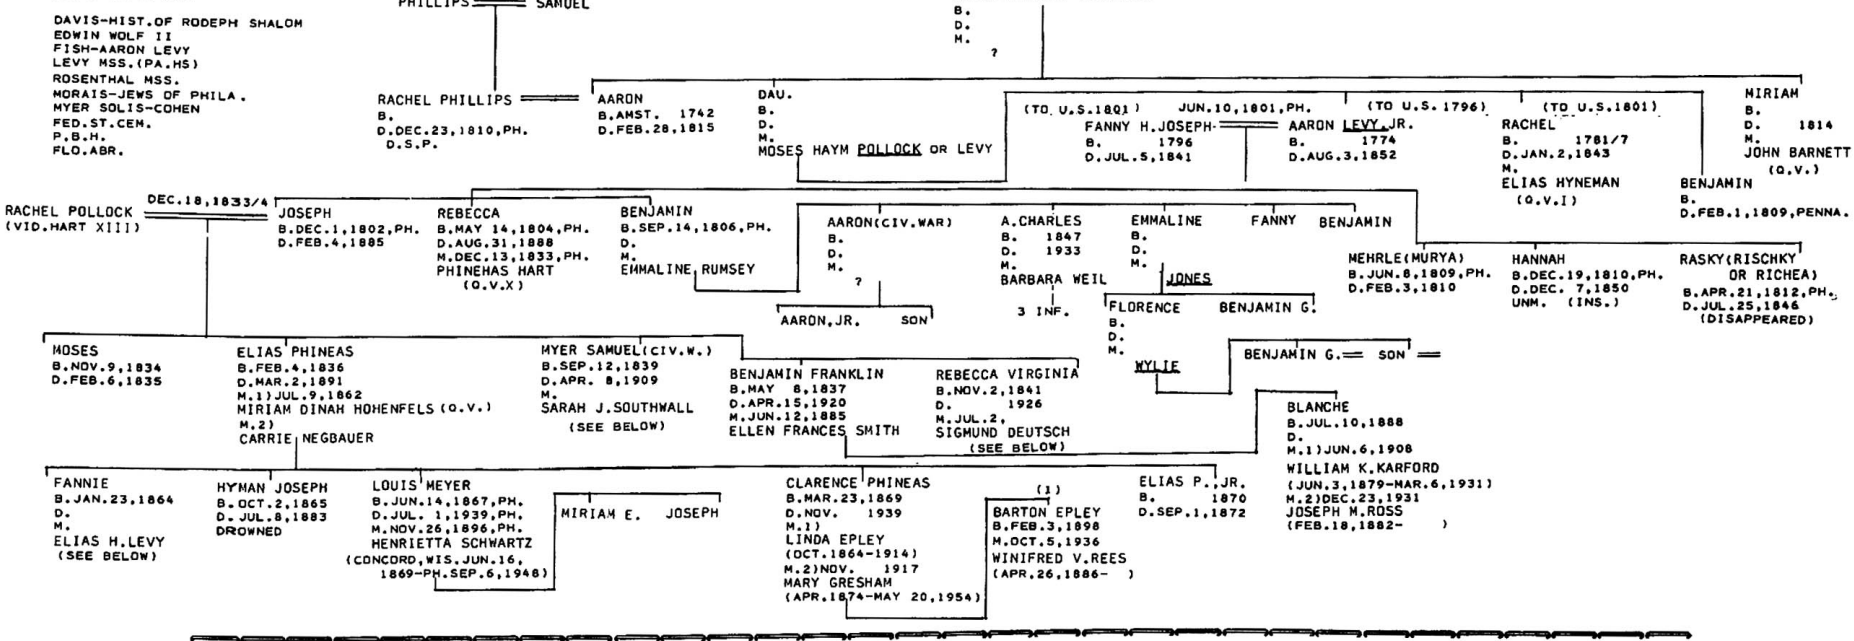 PHILLIPS SAMUEL
DAVIS-HIST.OF RODEPH SHALOM
EDWIN WOLF II
FISH-AARON LEVY
LEVY MSS.(PA.HS)
ROSENTHAL MSS.
MORAIS-JEWS OF PHILA.
MYER SOLIS-COHEN
FED.ST.CEN.
P.B.H.
FLO.ABR.
B.
D.
M.
?
RACHEL PHILLIPS
B.
D.DEC.23,1810,PH.
D.S.P.
AARON
B.AMST. 1742
D.FEB.28,1815
DAU.
B.
D.
M.
MOSES HAYM POLLOCK OR LEVY
(TO U.S.1801) JUN.10,1801,PH. (TO U.S.1796) (TO U.S.1801)
FANNY H.JOSEPH
B. 1796
D.JUL.5,1841
AARON LEVY,JR.
B. 1774
D.AUG.3,1852
RACHEL
B. 1781/7
D.JAN.2,1843
M.
ELIAS HYNEMAN
(Q.V.I)
MIRIAM
B.
D. 1814
M.
JOHN BARNETT
(Q.V.)
BENJAMIN
B.
D.FEB.1,1809,PENNA.
RACHEL POLLOCK
(VID.HART XIII)
DEC.18,1833/4
JOSEPH
B.DEC.1,1802,PH.
D.FEB.4,1885
REBECCA
B.MAY 14,1804,PH.
D.AUG.31,1888
M.DEC.13,1833,PH.
PHINEHAS HART
(Q.V.X)
BENJAMIN
B.SEP.14,1806,PH.
D.
M.
EMMALINE RUMSEY
AARON(CIV.WAR)
B.
D.
M.
?
AARON,JR. SON
A.CHARLES
B. 1847
D. 1933
M.
BARBARA WEIL
3 INF.
EMMALINE
B.
D.
M.
JONES
FANNY BENJAMIN
FLORENCE
B.
D.
M.
WYLIE
BENJAMIN G.
BENJAMIN G. SON
MEHRLE(MURYA)
B.JUN.8,1809,PH.
D.FEB.3,1810
HANNAH
B.DEC.19,1810,PH.
D.DEC. 7,1850
UNM. (INS.)
RASKY(RISCHKY
OR RICHEA)
B.APR.21,1812,PH.
D.JUL.25,1846
(DISAPPEARED)
MOSES
B.NOV.9,1834
D.FEB.6,1835
ELIAS PHINEAS
B.FEB.4,1836
D.MAR.2,1891
M.1)JUL.9,1862
MIRIAM DINAH HOHENFELS(Q.V.)
M.2)
CARRIE NEGBAUER
MYER SAMUEL(CIV.W.)
B.SEP.12,1839
D.APR. 8,1909
M.
SARAH J.SOUTHWALL
(SEE BELOW)
BENJAMIN FRANKLIN
B.MAY 8,1837
D.APR.15,1920
M.JUN.12,1885
ELLEN FRANCES SMITH
REBECCA VIRGINIA
B.NOV.2,1841
D. 1926
M.JUL.2,
SIGMUND DEUTSCH
(SEE BELOW)
BLANCHE
B.JUL.10,1888
D.
M.1)JUN.6,1908
WILLIAM K.KARFORD
(JUN.3,1879-MAR.6,1931)
M.2)DEC.23,1931
JOSEPH M.ROSS
(FEB.18,1882- )
FANNIE
B.JAN.23,1864
D.
M.
ELIAS H.LEVY
(SEE BELOW)
HYMAN JOSEPH
B.OCT.2,1865
D.JUL.8,1883
DROWNED
LOUIS MEYER
B.JUN.14,1867,PH.
D.JUL. 1,1939,PH.
M.NOV.26,1896,PH.
HENRIETTA SCHWARTZ
(CONCORD,WIS.JUN.16,
1869-PH.SEP.6,1948)
MIRIAM E. JOSEPH
CLARENCE PHINEAS
B.MAR.23,1869
D.NOV. 1939
M.1)
LINDA EPLEY
(OCT.1864-1914)
M.2)NOV. 1917
MARY GRESHAM
(APR.1874-MAY 20,1954)
(1)
BARTON EPLEY
B.FEB.3,1898
M.OCT.5,1936
WINIFRED V.REES
(APR.26,1886- )
ELIAS P.,JR.
B. 1870
D.SEP.1,1872